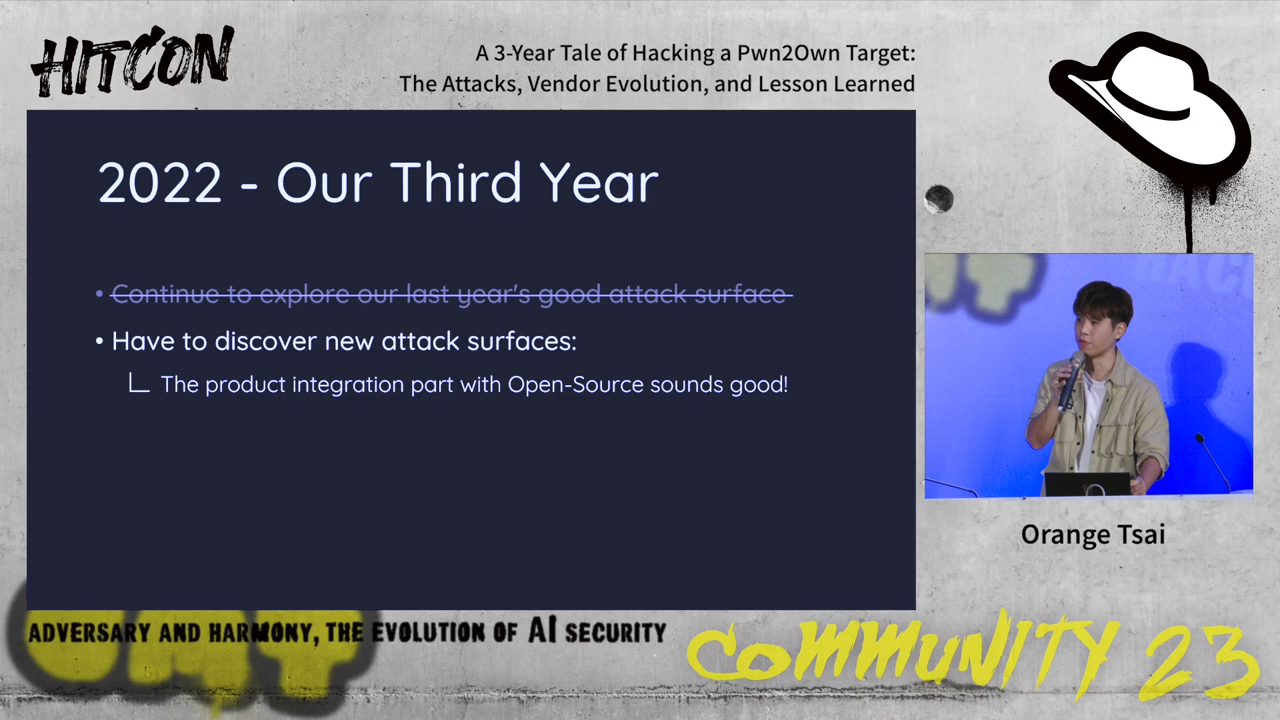 HITCON
A 3-Year Tale of Hacking a Pwn2Own Target:
The Attacks, Vendor Evolution, and Lesson Learned
2022 - Our Third Year
• Continue to explore our last year's good attack surface
• Have to discover new attack surfaces:
The product integration part with Open-Source sounds good!
Orange Tsai
ADVERSARY AND HARMONY, THE EVOLUTION OF AI SECURITY
COMMUNITY 23